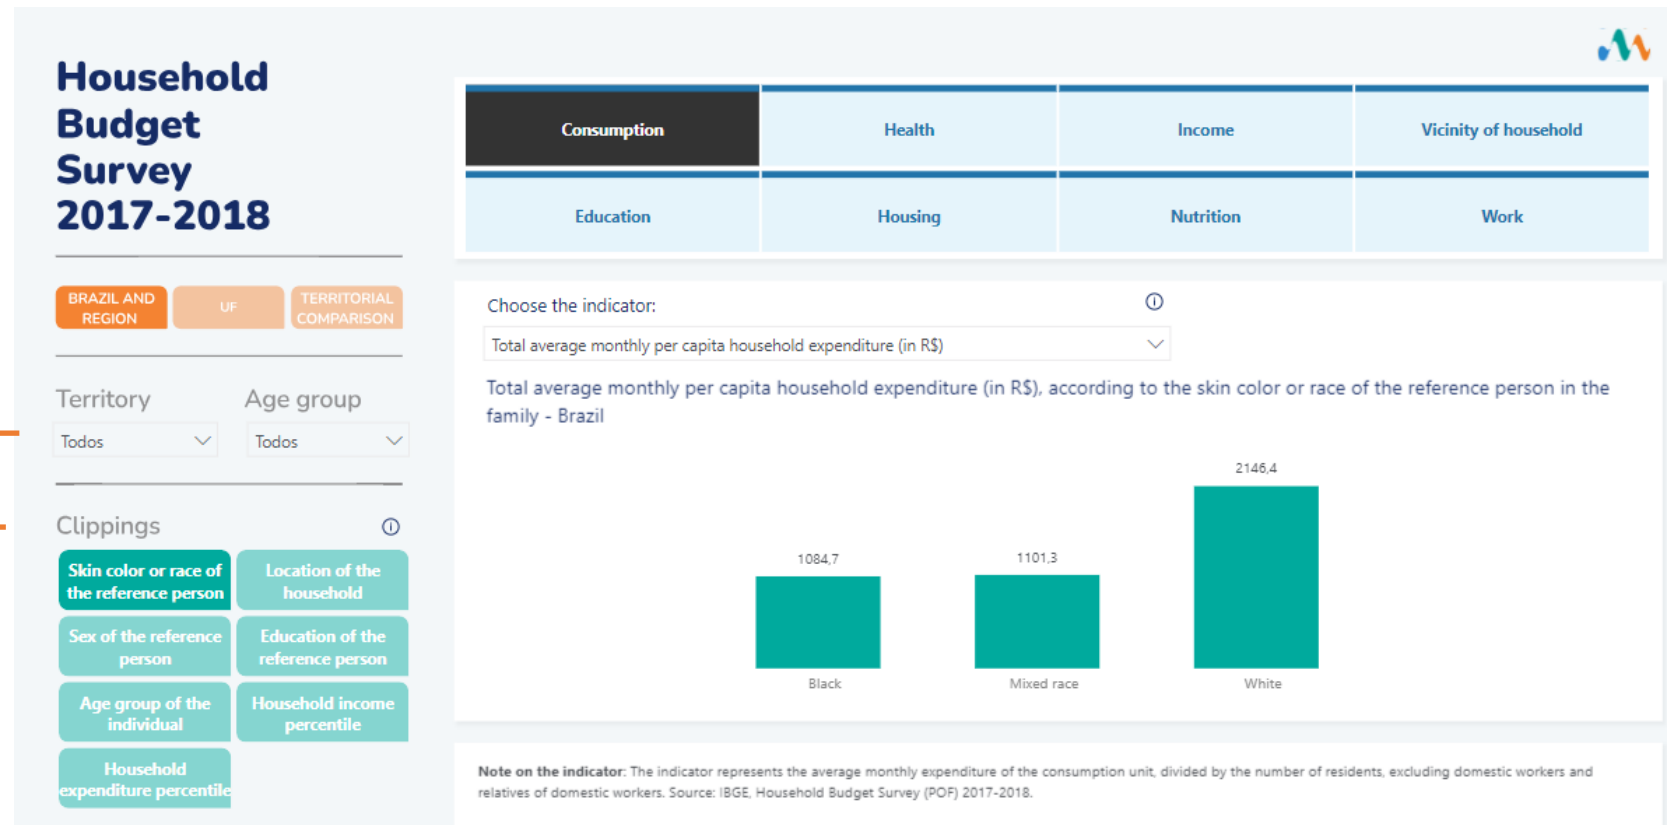 Household
Budget
Survey
2017-2018
BRAZIL AND
REGION
UF
TERRITORIAL
COMPARISON
Territory
Age group
Todos
Todos
Clippings
Skin color or race of
the reference person
Location of the
household
Sex of the reference
person
Education of the
reference person
Age group of the
individual
Household income
percentile
Household
expenditure percentile
Consumption
Health
Income
Vicinity of household
Education
Housing
Nutrition
Work
Choose the indicator:
Total average monthly per capita household expenditure (in R$)
Total average monthly per capita household expenditure (in R$), according to the skin color or race of the reference person in the
family - Brazil
1084,7
1101,3
2146,4
Black
Mixed race
White
Note on the indicator: The indicator represents the average monthly expenditure of the consumption unit, divided by the number of residents, excluding domestic workers and
relatives of domestic workers. Source: IBGE, Household Budget Survey (POF) 2017-2018.